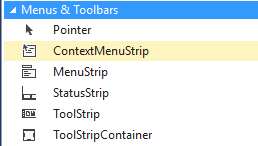 Menus & Toolbars
Pointer
ContextMenuStrip
MenuStrip
StatusStrip
ToolStrip
ToolStripContainer